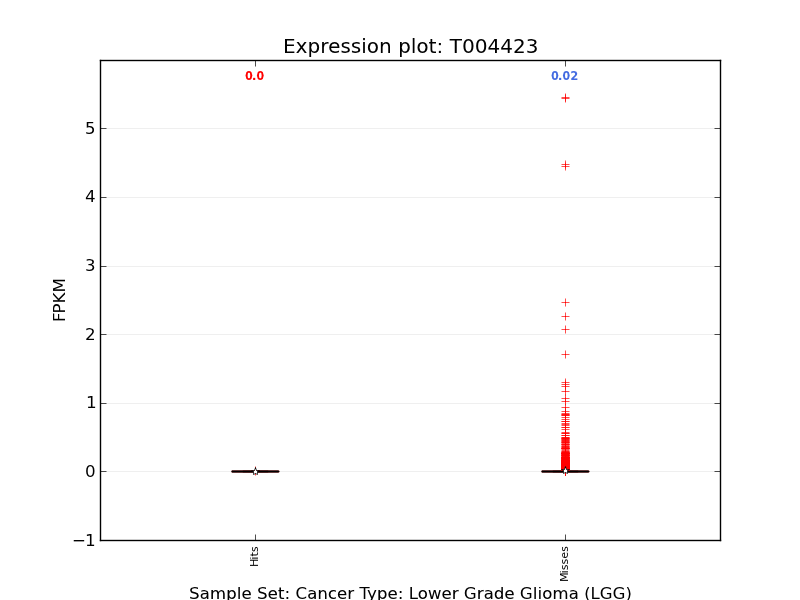 Expression plot: T004423
0.0
0.02
5
4
3
2
1
0
−1
FPKM
Hits
Misses
Sample Set: Cancer Type: Lower Grade Glioma (LGG)